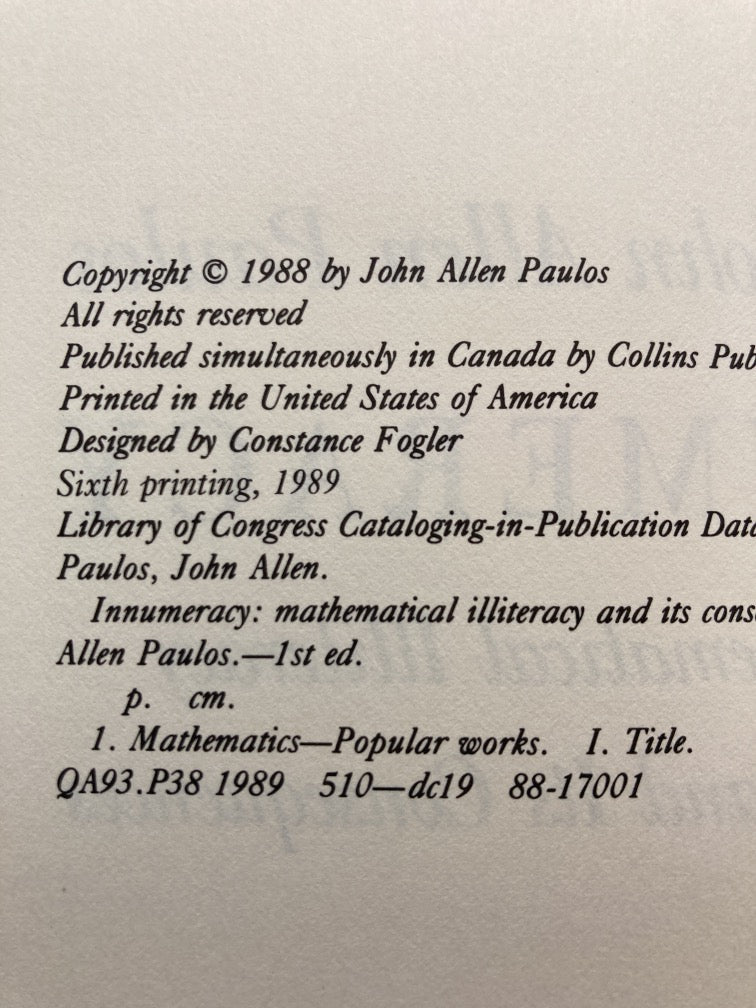 Copyright © 1988 by John Allen Paulos
All rights reserved
Published simultaneously in Canada by Collins Pub
Printed in the United States of America
Designed by Constance Fogler
Sixth printing, 1989
Library of Congress Cataloging-in-Publication Data
Paulos, John Allen.
Innumeracy: mathematical illiteracy and its cons
Allen Paulos.—1st ed.
p. cm.
1. Mathematics—Popular works. I. Title.
QA93.P38 1989 510—dc19 88-17001